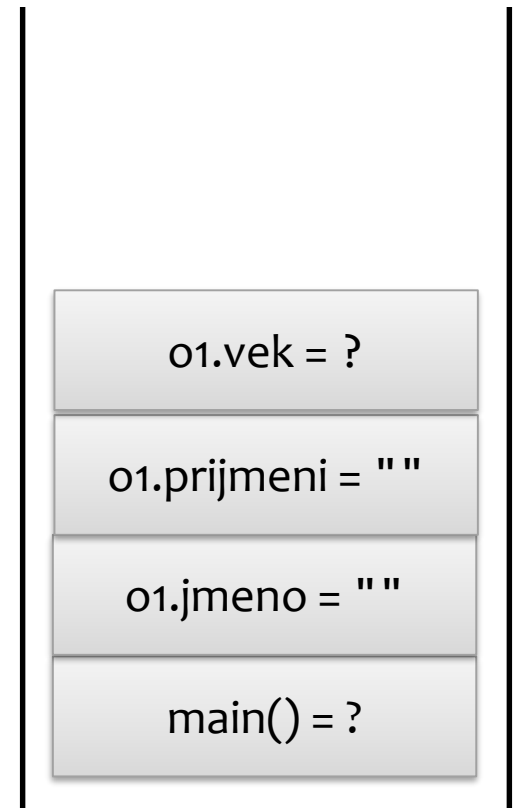 o1.vek = ?
o1.prijmeni = ""
o1.jmeno = ""
main() = ?